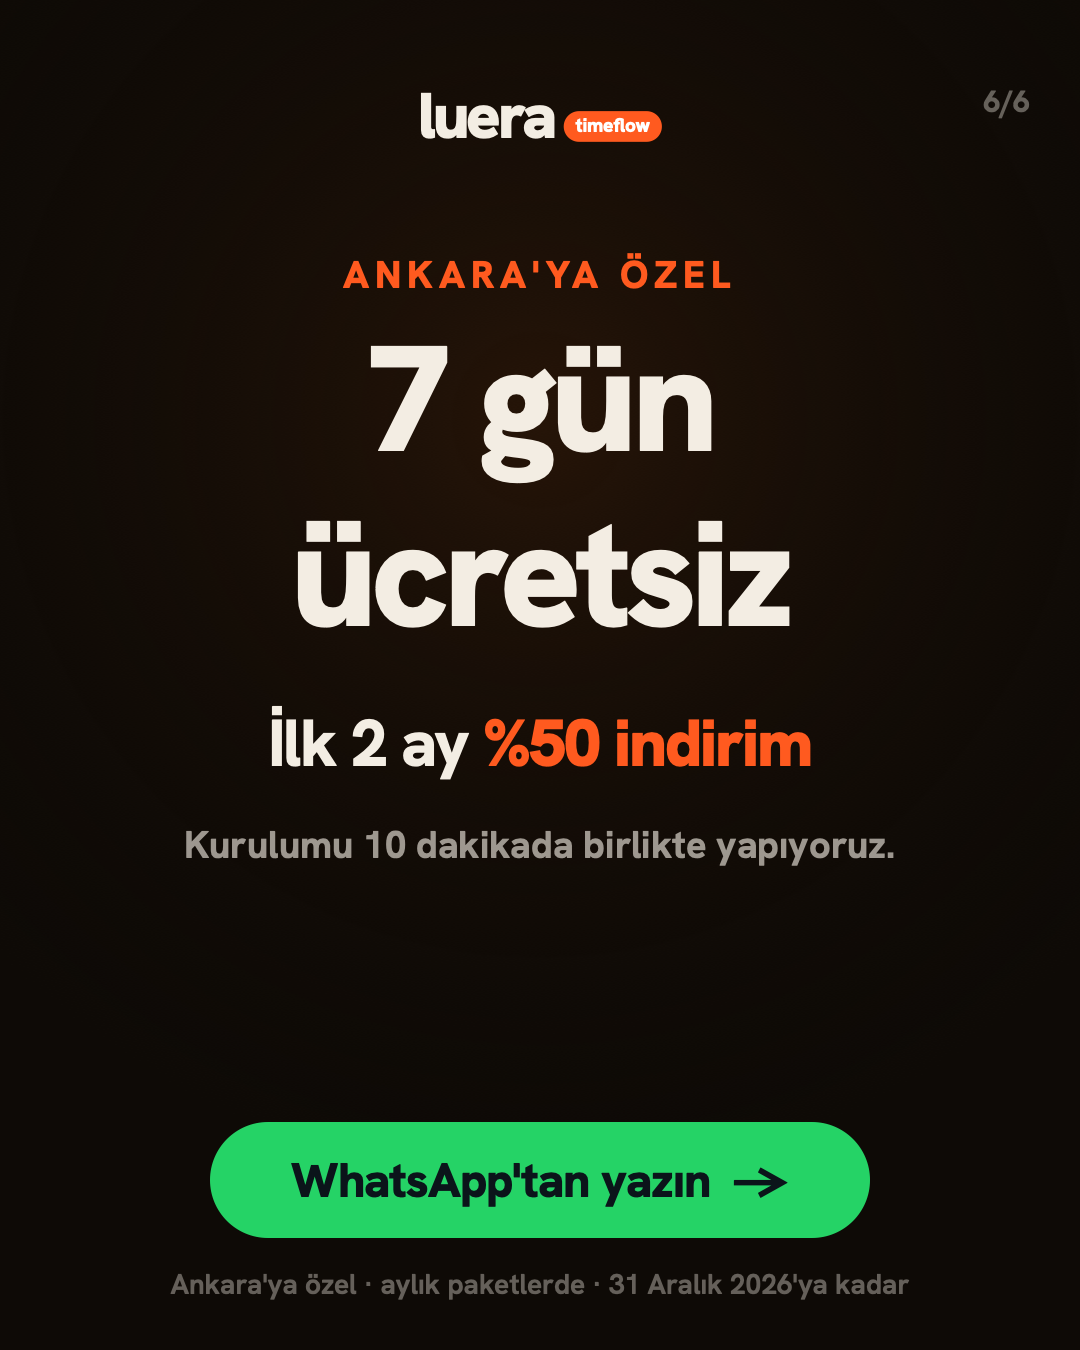 luera timeflow
6/6
ANKARA'YA ÖZEL
7 gün
ücretsiz
İlk 2 ay %50 indirim
Kurulumu 10 dakikada birlikte yapıyoruz.
WhatsApp'tan yazın →
Ankara'ya özel · aylık paketlerde · 31 Aralık 2026'ya kadar